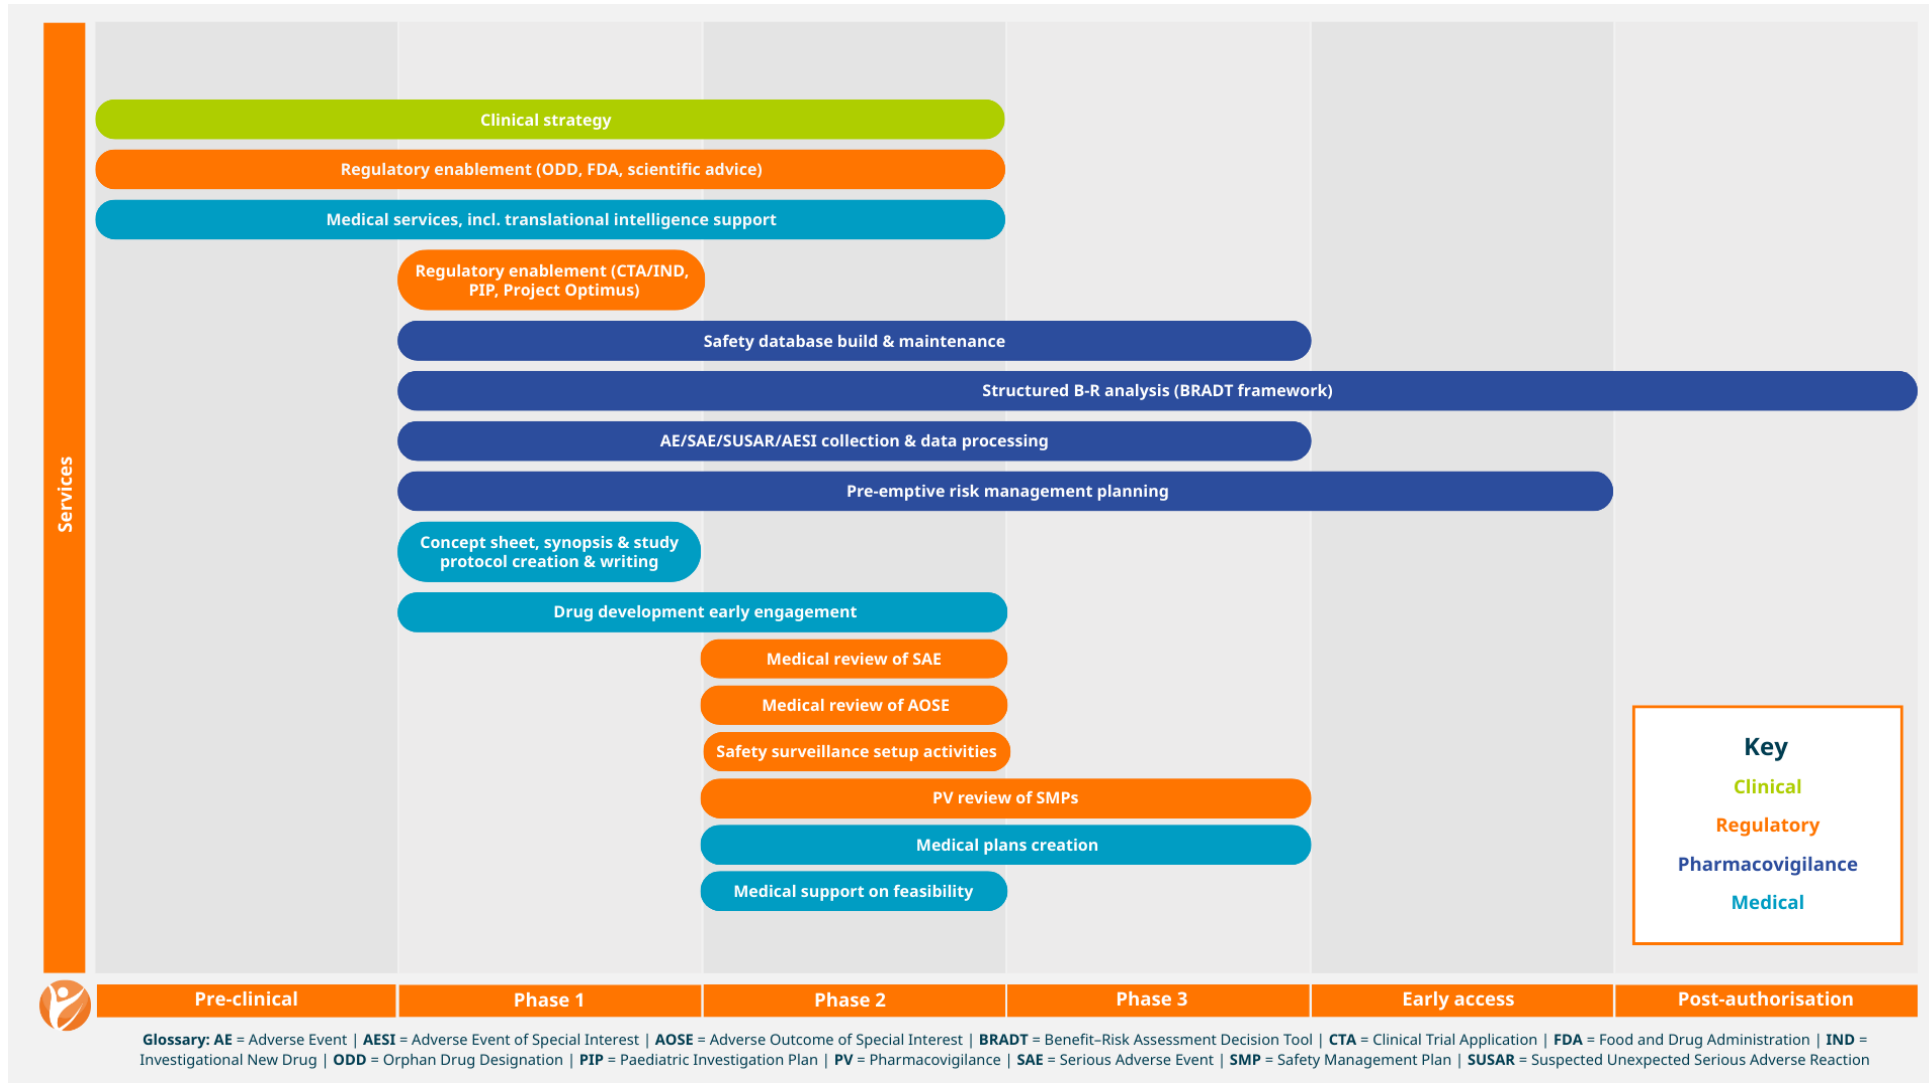 Services
Clinical strategy
Regulatory enablement (ODD, FDA, scientific advice)
Medical services, incl. translational intelligence support
Regulatory enablement (CTA/IND,
PIP, Project Optimus)
Safety database build & maintenance
Structured B-R analysis (BRADT framework)
AE/SAE/SUSAR/AESI collection & data processing
Pre-emptive risk management planning
Concept sheet, synopsis & study
protocol creation & writing
Drug development early engagement
Medical review of SAE
Medical review of AOSE
Safety surveillance setup activities
PV review of SMPs
Medical plans creation
Medical support on feasibility
Key
Clinical
Regulatory
Pharmacovigilance
Medical
Pre-clinical
Phase 1
Phase 2
Phase 3
Early access
Post-authorisation
Glossary: AE = Adverse Event | AESI = Adverse Event of Special Interest | AOSE = Adverse Outcome of Special Interest | BRADT = Benefit–Risk Assessment Decision Tool | CTA = Clinical Trial Application | FDA = Food and Drug Administration | IND =
Investigational New Drug | ODD = Orphan Drug Designation | PIP = Paediatric Investigation Plan | PV = Pharmacovigilance | SAE = Serious Adverse Event | SMP = Safety Management Plan | SUSAR = Suspected Unexpected Serious Adverse Reaction